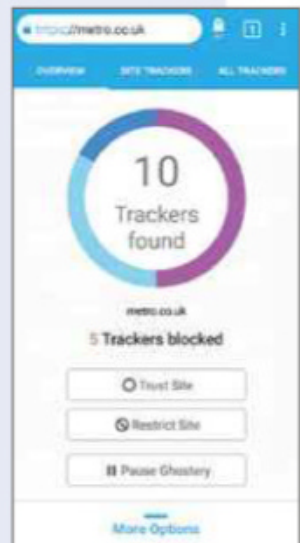 https://metro.co.uk
1
OVERVIEW SITE TRACKERS ALL TRACKERS
10
Trackers
found
metro.co.uk
5 Trackers blocked
Trust Site
Restrict Site
Pause Ghostery
More Options